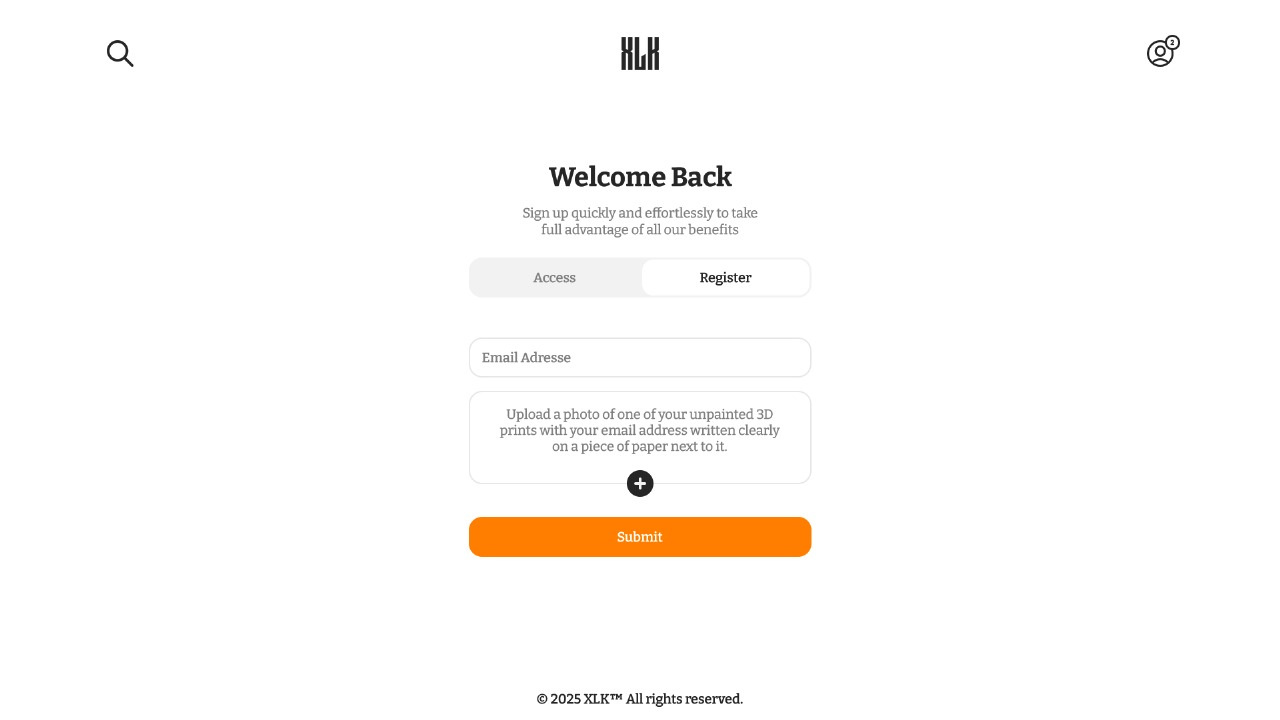 XLK
2
Welcome Back
Sign up quickly and effortlessly to take
full advantage of all our benefits
Access
Register
Email Adresse
Upload a photo of one of your unpainted 3D
prints with your email address written clearly
on a piece of paper next to it.
Submit
© 2025 XLK™ All rights reserved.